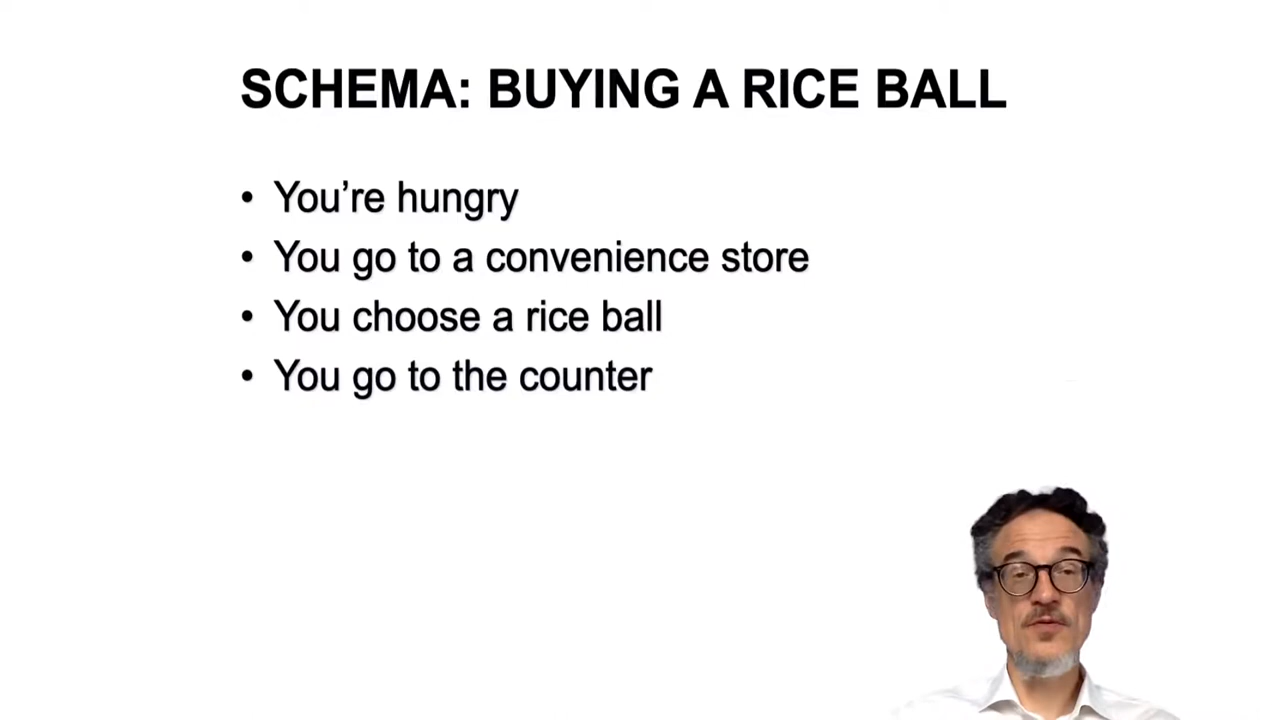 SCHEMA: BUYING A RICE BALL
• You’re hungry
• You go to a convenience store
• You choose a rice ball
• You go to the counter